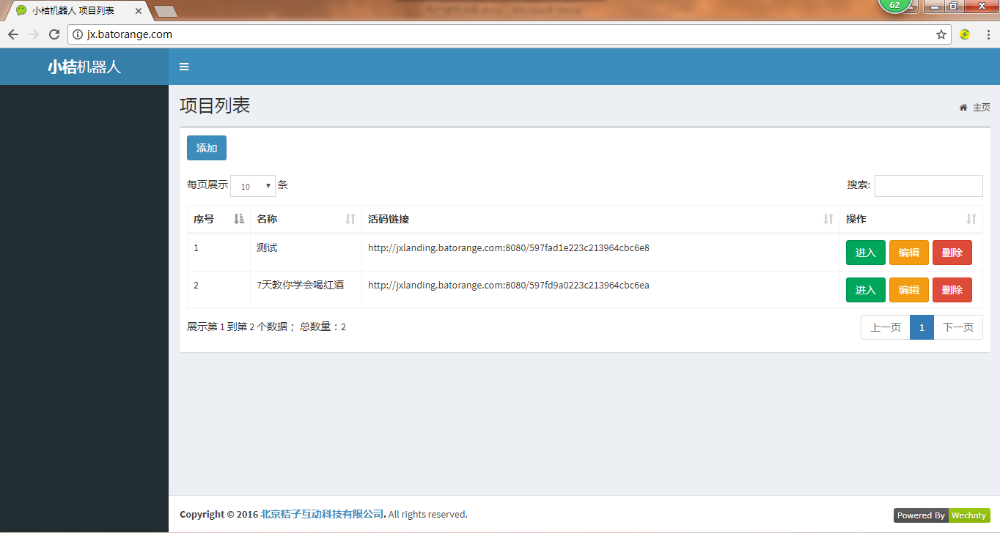 小桔机器人 项目列表
62
jx.batorange.com
小桔机器人
项目列表
主页
添加
每页展示 10 条
搜索:
序号 名称 活码链接 操作
1 测试 http://jxlanding.batorange.com:8080/597fad1e223c213964cbc6e8 进入 编辑 删除
2 7天教你学会喝红酒 http://jxlanding.batorange.com:8080/597fd9a0223c213964cbc6ea 进入 编辑 删除
展示第 1 到第 2 个数据； 总数量：2
上一页 1 下一页
Copyright © 2016 北京桔子互动科技有限公司. All rights reserved.
Powered By Wechaty